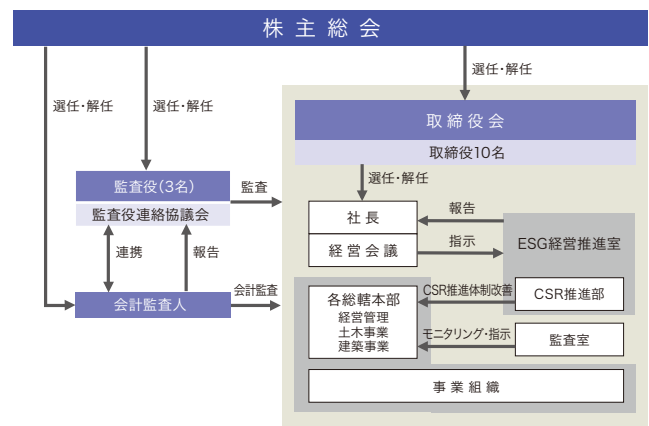 株主総会
選任・解任
選任・解任
選任・解任
取締役会
取締役10名
選任・解任
監査役(3名)
監査役連絡協議会
監査
社長
経営会議
報告
指示
ESG経営推進室
連携
報告
会計監査人
会計監査
各総轄本部
経営管理
土木事業
建築事業
CSR推進体制改善
CSR推進部
モニタリング・指示
監査室
事業組織